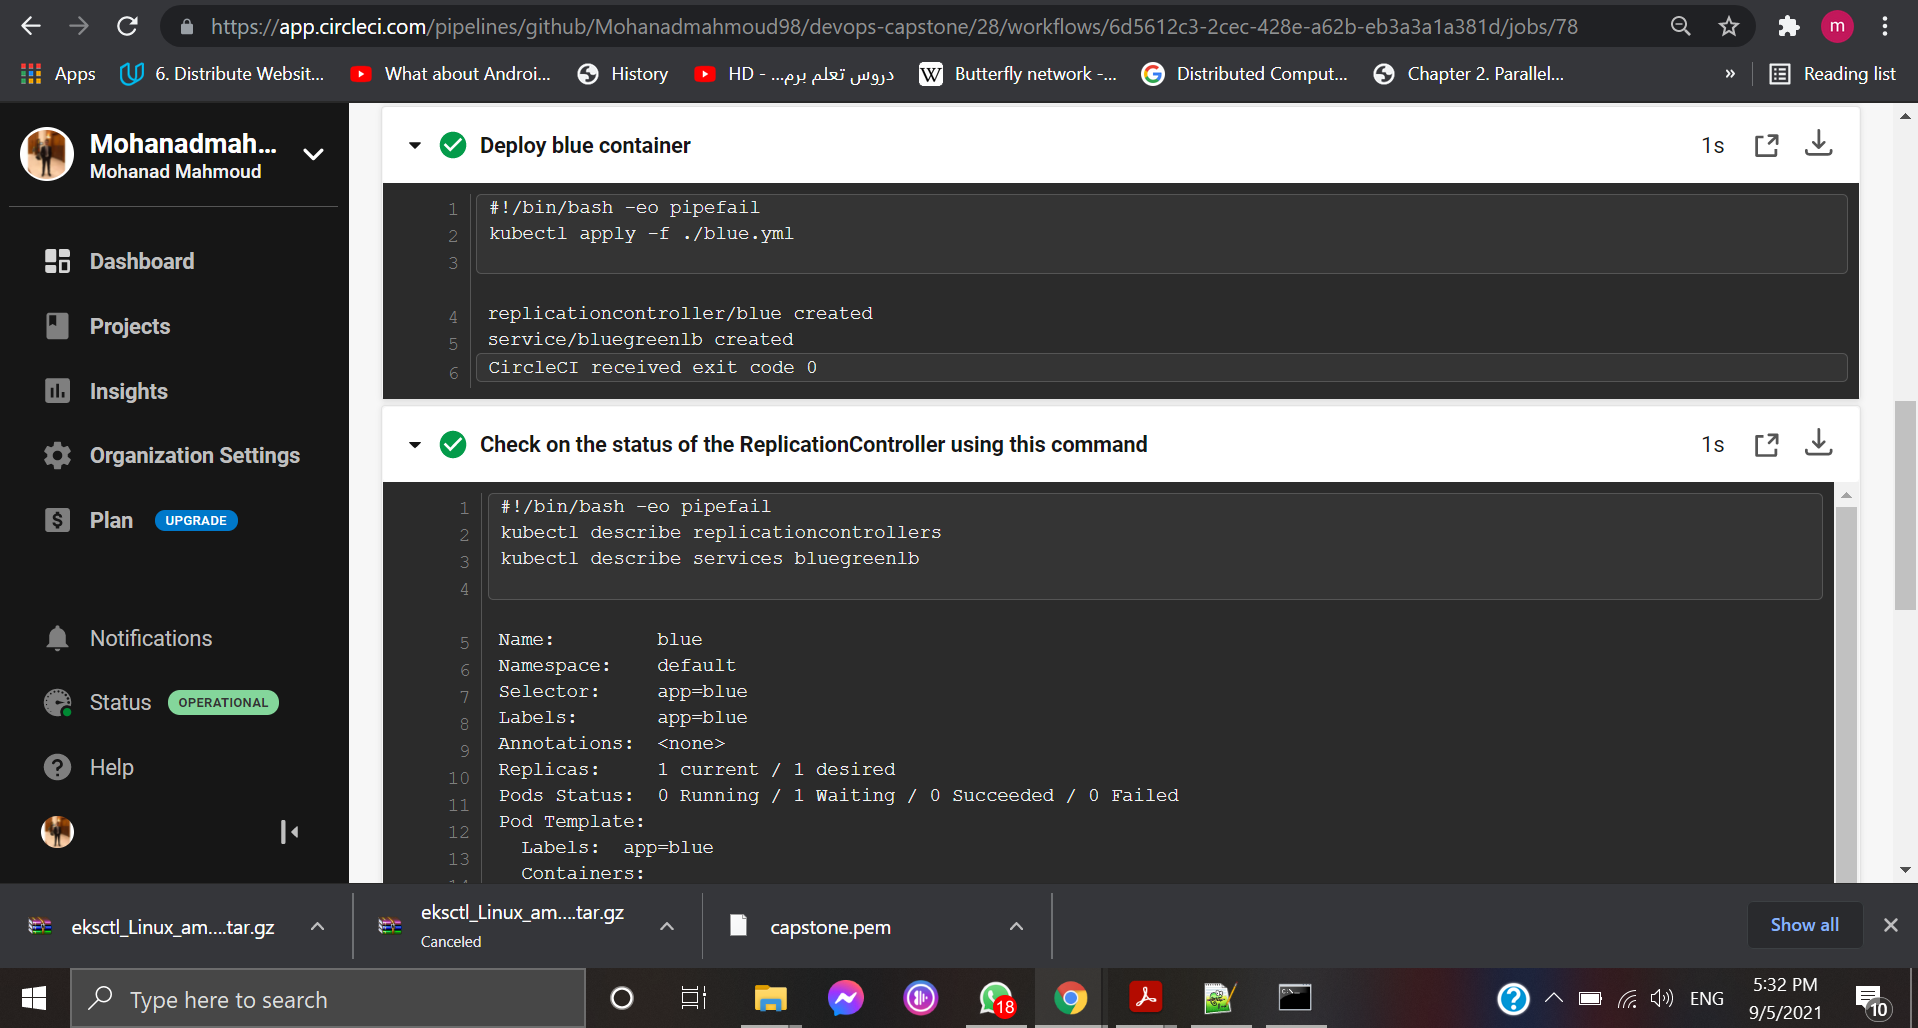 https://app.circleci.com/pipelines/github/Mohanadmahmoud98/devops-capstone/28/workflows/6d5612c3-2cec-428e-a62b-eb3a3a1a381d/jobs/78
m
Apps
6. Distribute Websit...
What about Androi...
History
HD - ...دروس تعلم برم
W
Butterfly network -...
Distributed Comput...
Chapter 2. Parallel...
»
Reading list
Mohanadmah...
Mohanad Mahmoud
Dashboard
Projects
Insights
Organization Settings
Plan
UPGRADE
Notifications
Status
OPERATIONAL
Help
Deploy blue container
1s
1 #!/bin/bash -eo pipefail
2 kubectl apply -f ./blue.yml
3
4 replicationcontroller/blue created
5 service/bluegreenlb created
6 CircleCI received exit code 0
Check on the status of the ReplicationController using this command
1s
1 #!/bin/bash -eo pipefail
2 kubectl describe replicationcontrollers
3 kubectl describe services bluegreenlb
4
5 Name: blue
6 Namespace: default
7 Selector: app=blue
8 Labels: app=blue
9 Annotations: <none>
10 Replicas: 1 current / 1 desired
11 Pods Status: 0 Running / 1 Waiting / 0 Succeeded / 0 Failed
12 Pod Template:
13 Labels: app=blue
Containers:
eksctl_Linux_am....tar.gz
eksctl_Linux_am....tar.gz
Canceled
capstone.pem
Show all
Type here to search
18
ENG
5:32 PM
9/5/2021
10